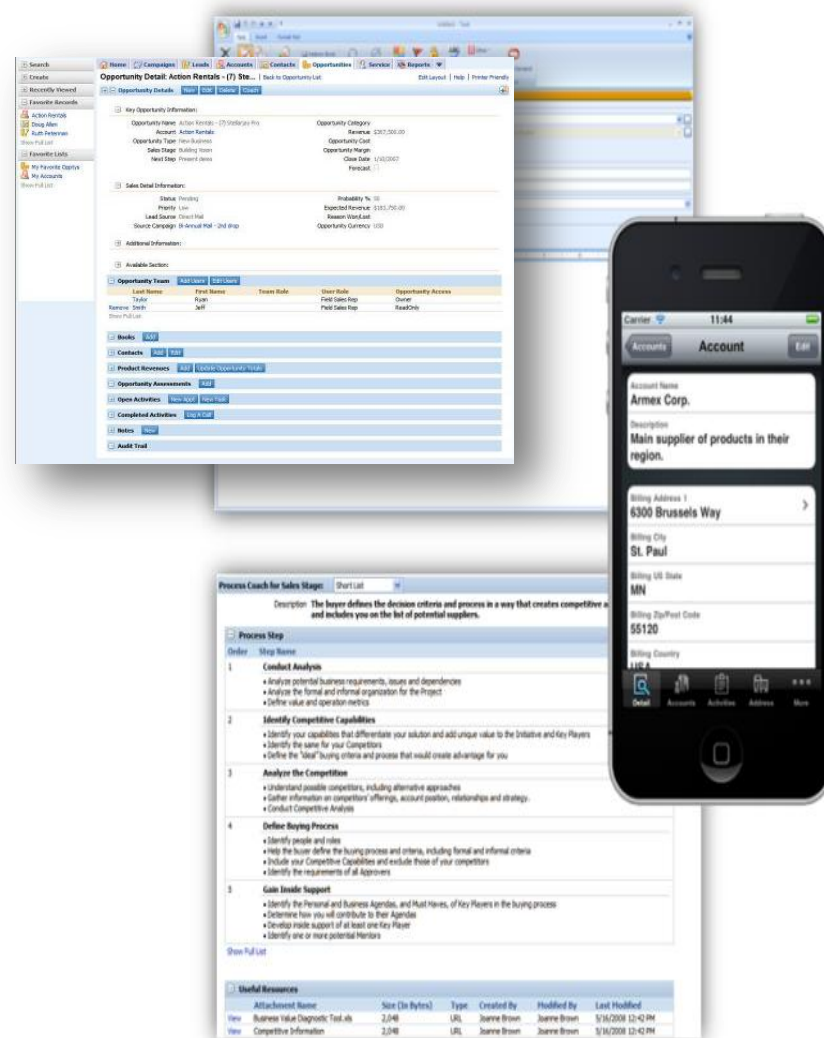 Search
Create
Recently Viewed
Favorite Records
Action Rentals
Doug Allen
Ruth Peterman
Show Full List
Favorite Lists
My Favorite Opptys
My Accounts
Show Full List
Home Campaigns Leads Accounts Contacts Opportunities Service Reports
Opportunity Detail: Action Rentals - (7) Ste... | Back to Opportunity List Edit Layout | Help | Printer Friendly
Opportunity Details New Edit Delete Coach
Key Opportunity Information:
Opportunity Name Action Rentals - (7) Opportunity Category
Account Action Rentals Revenue $367,500.00
Opportunity Type New Business Opportunity Cost
Sales Stage Building Vision Opportunity Margin
Next Step Present demo Close Date 1/10/2007
Forecast
Sales Detail Information:
Status Pending Probability % 50
Priority Low Expected Revenue $183,750.00
Lead Source Direct Mail Reason Won/Lost
Source Campaign Bi-Annual Mail - 2nd drop Opportunity Currency USD
Additional Information:
Available Section:
Opportunity Team Add Users Edit Users
Last Name First Name Team Role User Role Opportunity Access
Taylor Ryan Field Sales Rep Owner
Remove Smith Jeff Field Sales Rep ReadOnly
Show Full List
Books Add
Contacts Add Edit
Product Revenues Add Update Opportunity Totals
Opportunity Assessments Add
Open Activities New Appt New Task
Completed Activities Log A Call
Notes New
Audit Trail
Carrier 11:44
Accounts Account Edit
Account Name
Armex Corp.
Description
Main supplier of products in their
region.
Billing Address 1
6300 Brussels Way
Billing City
St. Paul
Billing US State
MN
Billing Zip/Post Code
55120
Billing Country
USA
Detail Accounts Activities Address More
Process Coach for Sales Stage: Short List
Description The buyer defines the decision criteria and process in a way that creates competitive
and includes you on the list of potential suppliers.
Process Step
Order Step Name
1 Conduct Analysis
• Analyze potential business requirements, issues and dependencies
• Analyze the formal and informal organization for the Project
• Define value and operation metrics
2 Identify Competitive Capabilities
• Identify your capabilities that differentiate your solution and add unique value to the Initiative and Key Players
• Identify the same for your Competitors
• Define the "ideal" buying criteria and process that would create advantage for you
3 Analyze the Competition
• Understand possible competitors, including alternative approaches
• Gather information on competitors' offerings, account position, relationships and strategy.
• Conduct Competitive Analysis
4 Define Buying Process
• Identify people and roles
• Help the buyer define the buying process and criteria, including formal and informal criteria
• Include your Competitive Capabilities and exclude those of your competitors
• Identify the requirements of all Approvers
5 Gain Inside Support
• Identify the Personal and Business Agendas, and Must Haves, of Key Players in the buying process
• Determine how you will contribute to their Agendas
• Develop inside support of at least one Key Player
• Identify one or more potential Mentors
Show Full List
Useful Resources
Attachment Name Size (In Bytes) Type Created By Modified By Last Modified
View Business Value Diagnostic Tool.xls 2,048 URL Joanne Brown Joanne Brown 5/16/2008 12:42 PM
View Competitive Information 2,048 URL Joanne Brown Joanne Brown 5/16/2008 12:42 PM